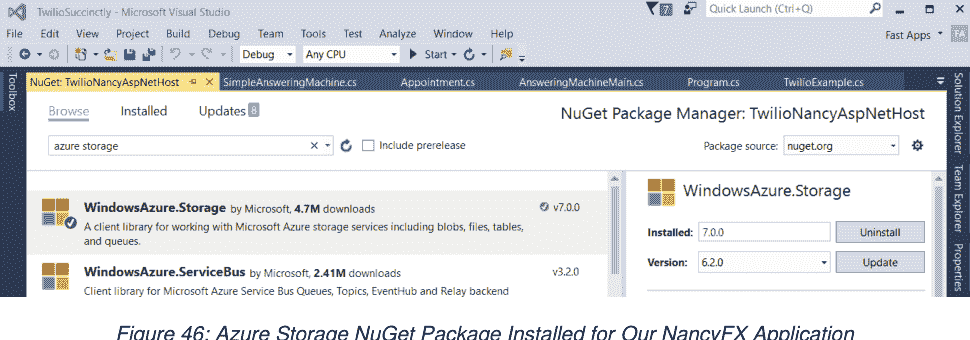 TwilioSuccinctly - Microsoft Visual Studio
7
Quick Launch (Ctrl+Q)
File Edit View Project Build Debug Team Tools Test Analyze Window Help
Fast Apps
FA
Debug Any CPU Start
Toolbox
NuGet: TwilioNancyAspNetHost SimpleAnsweringMachine.cs Appointment.cs AnsweringMachineMain.cs Program.cs TwilioExample.cs
Browse Installed Updates 8
NuGet Package Manager: TwilioNancyAspNetHost
azure storage
Include prerelease
Package source: nuget.org
WindowsAzure.Storage by Microsoft, 4.7M downloads v7.0.0
A client library for working with Microsoft Azure storage services including blobs, files, tables,
and queues.
WindowsAzure.ServiceBus by Microsoft, 2.41M downloads v3.2.0
Client library for Microsoft Azure Service Bus Queues, Topics, EventHub and Relay backend
WindowsAzure.Storage
Installed: 7.0.0 Uninstall
Version: 6.2.0 Update
Solution Explorer
Team Explorer
Properties
Figure 46: Azure Storage NuGet Package Installed for Our NancyFX Application